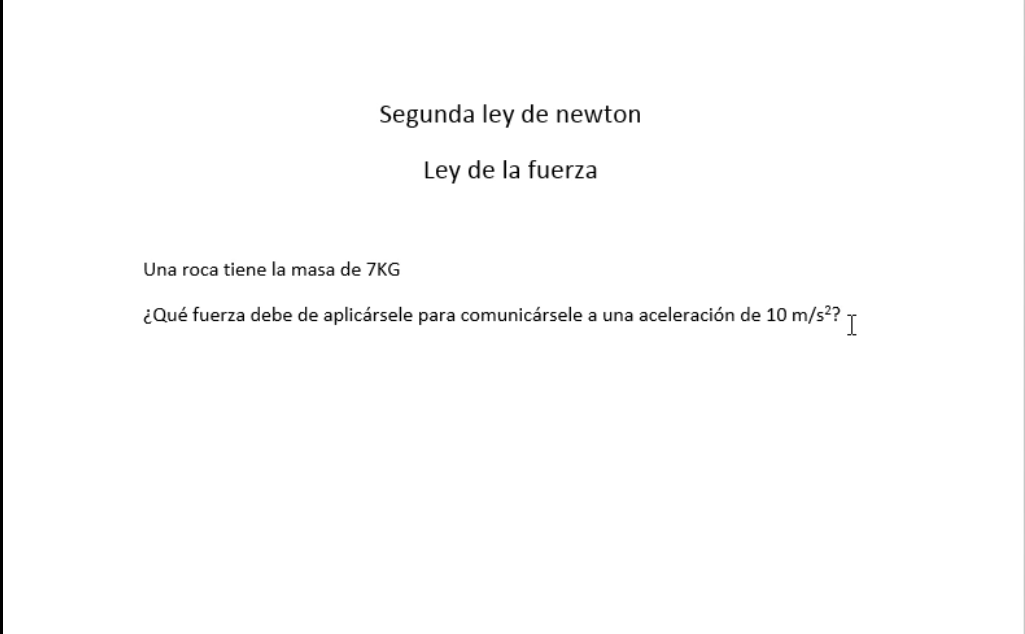 Segunda ley de newton
Ley de la fuerza
Una roca tiene la masa de 7KG
¿Qué fuerza debe de aplicársele para comunicársele a una aceleración de 10 m/s²?